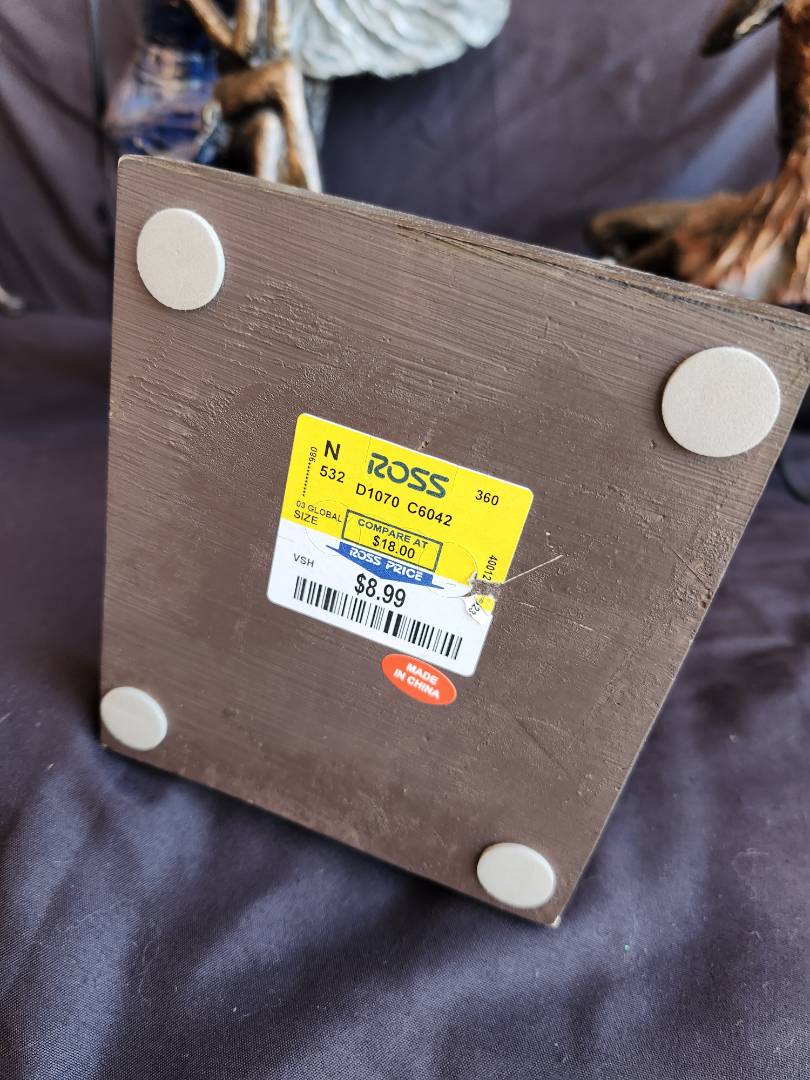 N ROSS 360
532 D1070 C6042
03 GLOBAL
SIZE
COMPARE AT
$18.00
ROSS PRICE
VSH
$8.99
MADE
IN CHINA